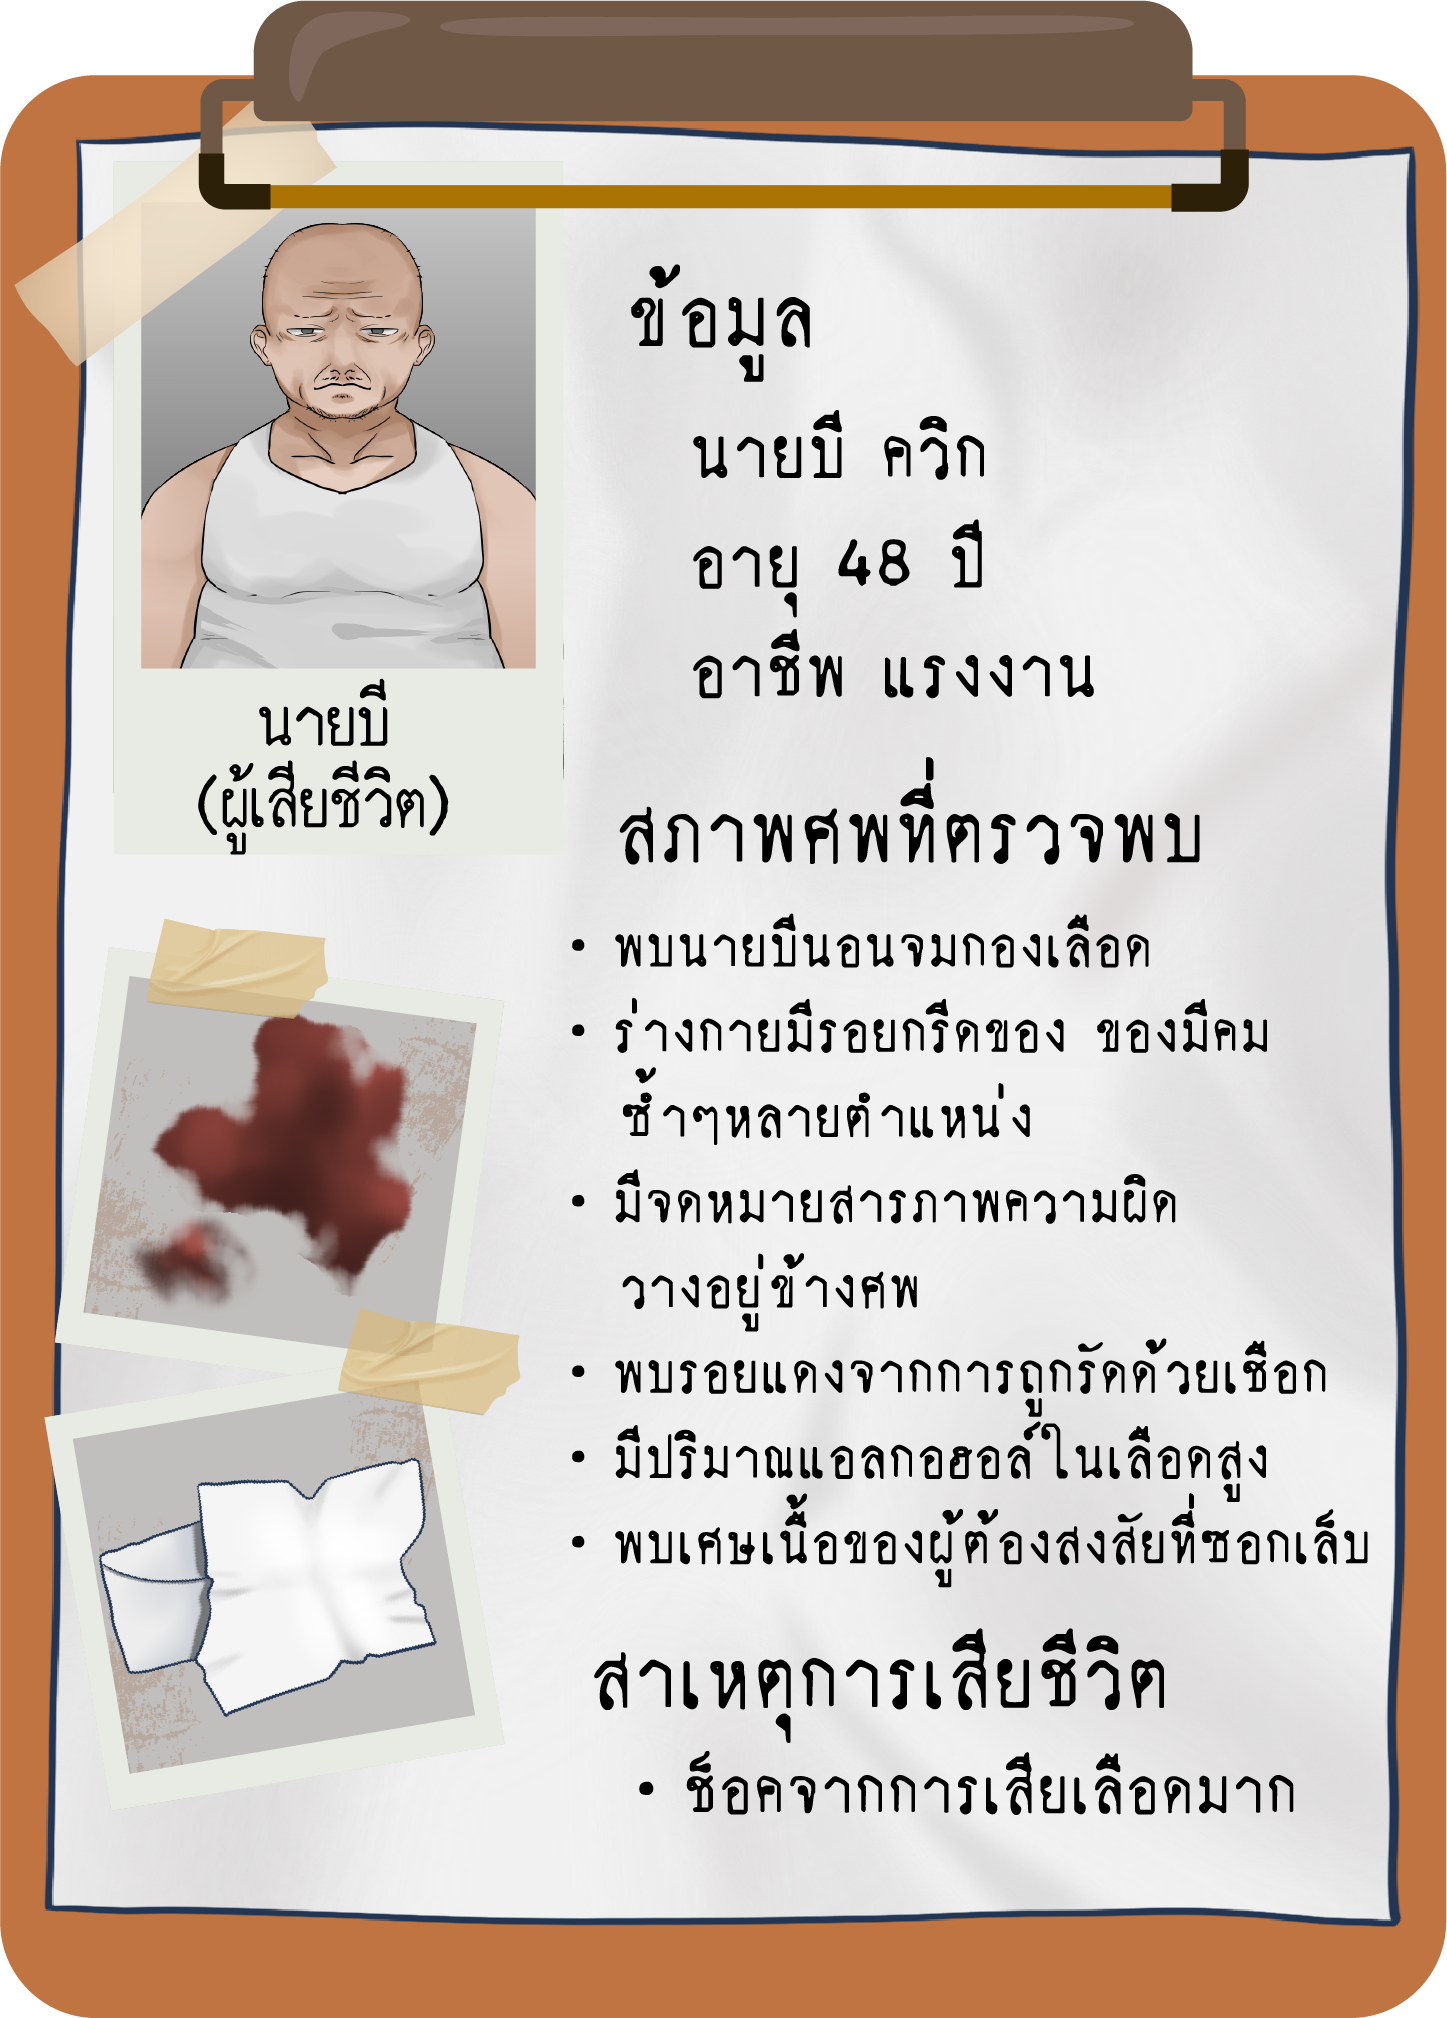 ข้อมูล
นายบี ควิก
อายุ 48 ปี
อาชีพ แรงงาน
นายบี
(ผู้เสียชีวิต)
สภาพศพที่ตรวจพบ
• พบนายบีนอนจมกองเลือด
• ร่างกายมีรอยกรีดของ ของมีคม
ซ้ำๆหลายตำแหน่ง
• มีจดหมายสารภาพความผิด
วางอยู่ข้างศพ
• พบรอยแดงจากการถูกรัดด้วยเชือก
• มีปริมาณแอลกอฮอล์ในเลือดสูง
• พบเศษเนื้อของผู้ต้องสงสัยที่ซอกเล็บ
สาเหตุการเสียชีวิต
• ช็อคจากการเสียเลือดมาก